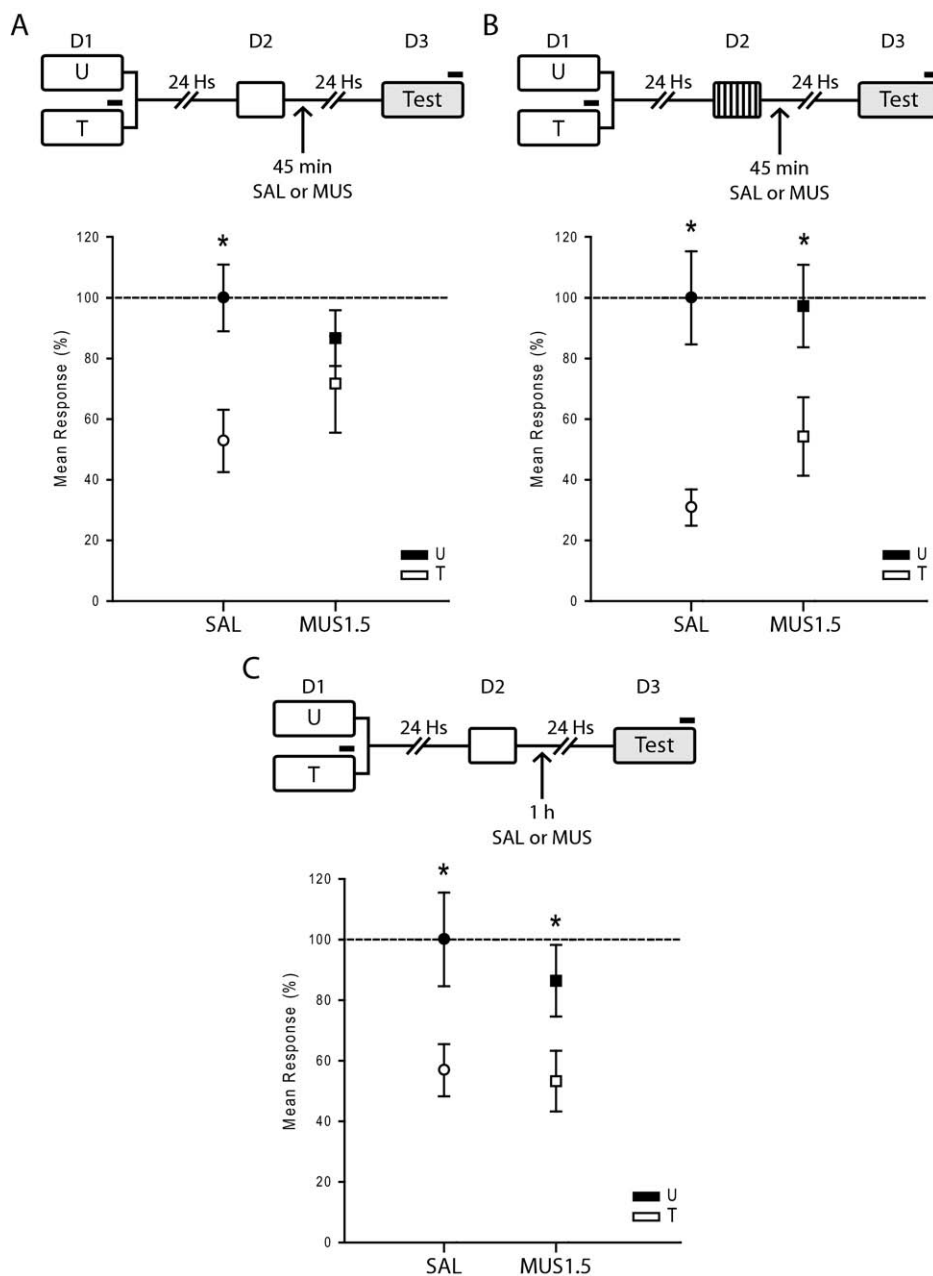 A
D1 D2 D3
U
T
24 Hs 24 Hs
Test
45 min
SAL or MUS
Mean Response (%)
120
100
80
60
40
20
0
*
U
T
SAL MUS1.5
B
D1 D2 D3
U
T
24 Hs 24 Hs
Test
45 min
SAL or MUS
Mean Response (%)
120
100
80
60
40
20
0
* *
U
T
SAL MUS1.5
C
D1 D2 D3
U
T
24 Hs 24 Hs
Test
1 h
SAL or MUS
Mean Response (%)
120
100
80
60
40
20
0
* *
U
T
SAL MUS1.5